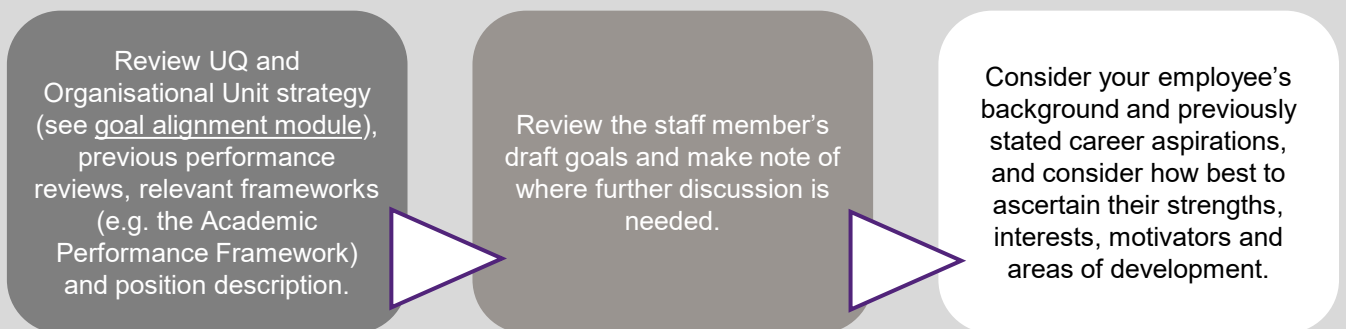 Review UQ and
Organisational Unit strategy
(see goal alignment module),
previous performance
reviews, relevant frameworks
(e.g. the Academic
Performance Framework)
and position description.
Review the staff member's
draft goals and make note of
where further discussion is
needed.
Consider your employee's
background and previously
stated career aspirations,
and consider how best to
ascertain their strengths,
interests, motivators and
areas of development.